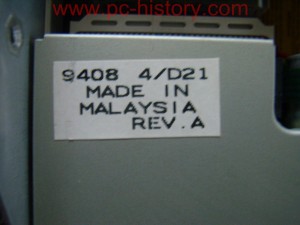 www.pc-history.com
9408 4/D21
MADE IN
MALAYSIA
REV.A